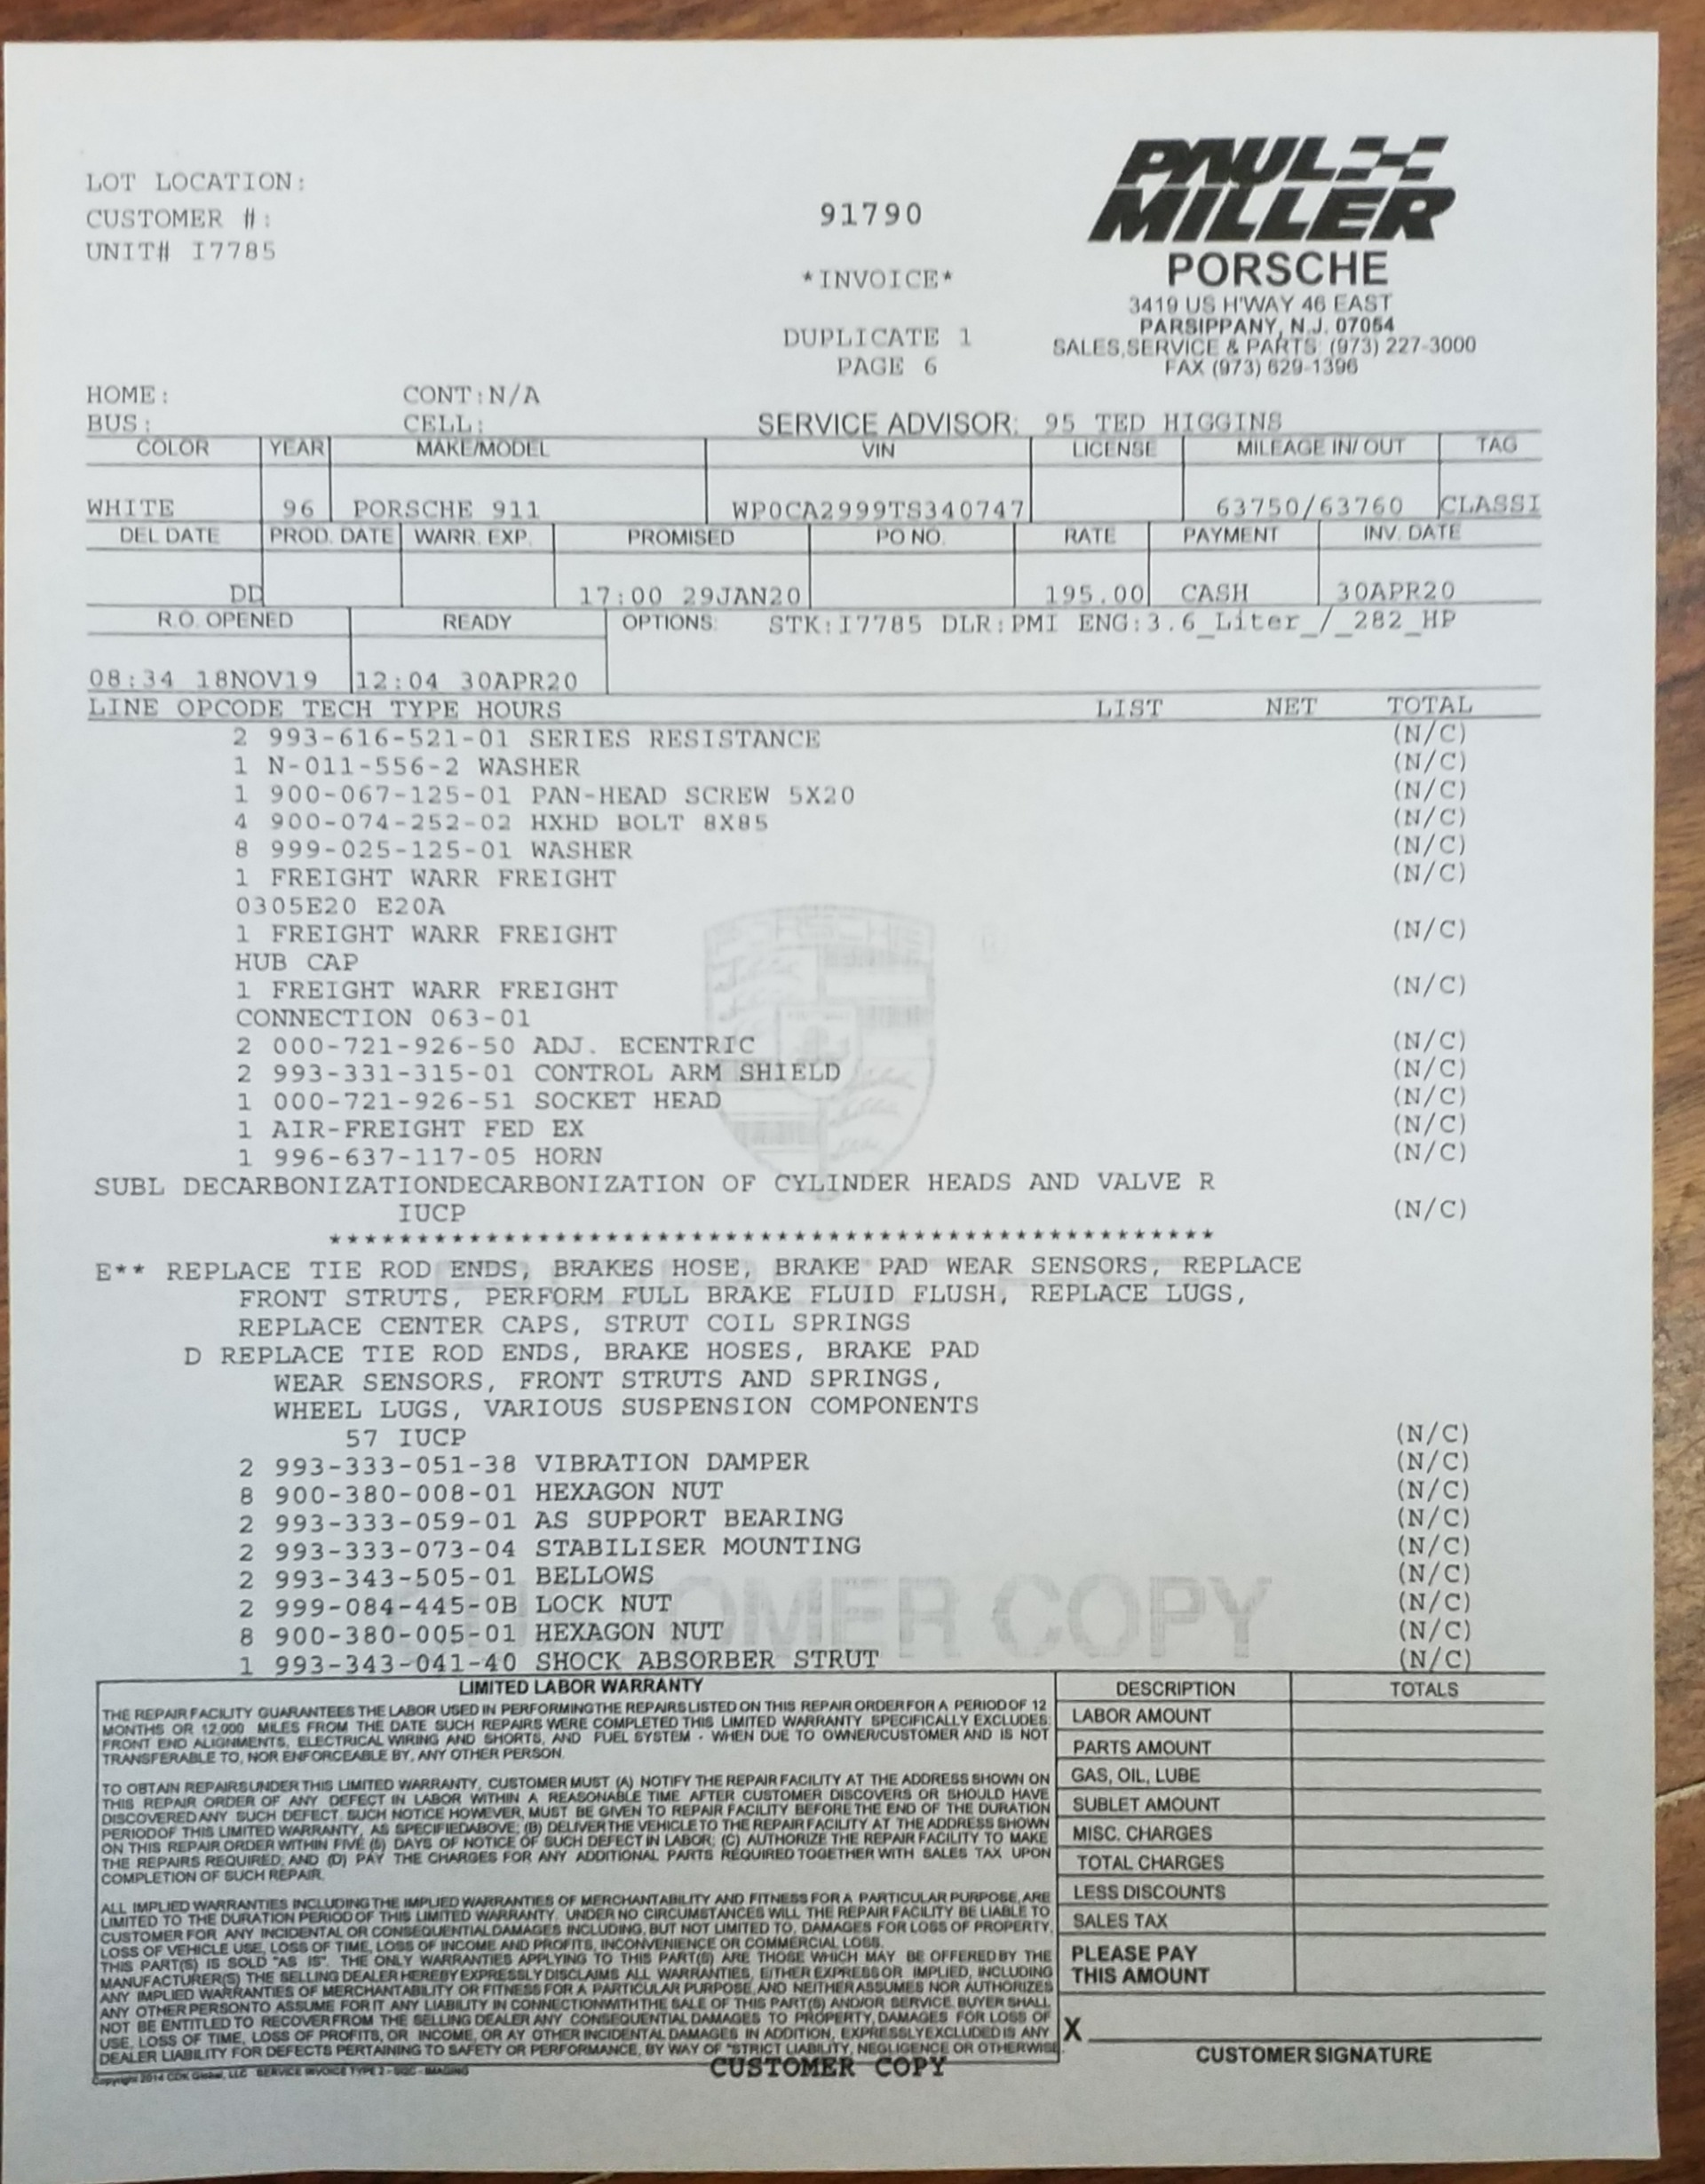 PAUL
MILLER
PORSCHE
3419 US H'WAY 46 EAST
PARSIPPANY, N.J. 07054
SALES, SERVICE & PARTS: (973) 227-3000
FAX (973) 629-1396
LOT LOCATION:
CUSTOMER #:
UNIT# I7785
91790
*INVOICE*
DUPLICATE 1
PAGE 6
HOME: CONT:N/A
BUS: CELL: SERVICE ADVISOR: 95 TED HIGGINS
COLOR YEAR MAKE/MODEL VIN LICENSE MILEAGE IN/ OUT TAG
WHITE 96 PORSCHE 911 WP0CA2999TS340747 63750/63760 CLASSI
DEL DATE PROD. DATE WARR. EXP. PROMISED PO NO. RATE PAYMENT INV. DATE
DD 17:00 29JAN20 195.00 CASH 30APR20
R.O. OPENED READY OPTIONS: STK:I7785 DLR:PMI ENG:3.6_Liter_/_282_HP
08:34 18NOV19 12:04 30APR20
LINE OPCODE TECH TYPE HOURS LIST NET TOTAL
2 993-616-521-01 SERIES RESISTANCE (N/C)
1 N-011-556-2 WASHER (N/C)
1 900-067-125-01 PAN-HEAD SCREW 5X20 (N/C)
4 900-074-252-02 HXHD BOLT 8X85 (N/C)
8 999-025-125-01 WASHER (N/C)
1 FREIGHT WARR FREIGHT (N/C)
0305E20 E20A
1 FREIGHT WARR FREIGHT (N/C)
HUB CAP
1 FREIGHT WARR FREIGHT (N/C)
CONNECTION 063-01
2 000-721-926-50 ADJ. ECENTRIC (N/C)
2 993-331-315-01 CONTROL ARM SHIELD (N/C)
1 000-721-926-51 SOCKET HEAD (N/C)
1 AIR-FREIGHT FED EX (N/C)
1 996-637-117-05 HORN (N/C)
SUBL DECARBONIZATIONDECARBONIZATION OF CYLINDER HEADS AND VALVE R
IUCP (N/C)
****************************************************
E** REPLACE TIE ROD ENDS, BRAKES HOSE, BRAKE PAD WEAR SENSORS, REPLACE
FRONT STRUTS, PERFORM FULL BRAKE FLUID FLUSH, REPLACE LUGS,
REPLACE CENTER CAPS, STRUT COIL SPRINGS
D REPLACE TIE ROD ENDS, BRAKE HOSES, BRAKE PAD
WEAR SENSORS, FRONT STRUTS AND SPRINGS,
WHEEL LUGS, VARIOUS SUSPENSION COMPONENTS
57 IUCP (N/C)
2 993-333-051-38 VIBRATION DAMPER (N/C)
8 900-380-008-01 HEXAGON NUT (N/C)
2 993-333-059-01 AS SUPPORT BEARING (N/C)
2 993-333-073-04 STABILISER MOUNTING (N/C)
2 993-343-505-01 BELLOWS (N/C)
2 999-084-445-0B LOCK NUT (N/C)
8 900-380-005-01 HEXAGON NUT (N/C)
1 993-343-041-40 SHOCK ABSORBER STRUT (N/C)
CUSTOMER COPY
LIMITED LABOR WARRANTY
THE REPAIR FACILITY GUARANTEES THE LABOR USED IN PERFORMING THE REPAIRS LISTED ON THIS REPAIR ORDER FOR A PERIOD OF 12
MONTHS OR 12,000 MILES FROM THE DATE SUCH REPAIRS WERE COMPLETED THIS LIMITED WARRANTY SPECIFICALLY EXCLUDES:
FRONT END ALIGNMENTS, ELECTRICAL WIRING AND SHORTS, AND FUEL SYSTEM - WHEN DUE TO OWNER/CUSTOMER AND IS NOT
TRANSFERABLE TO, NOR ENFORCEABLE BY, ANY OTHER PERSON.
TO OBTAIN REPAIRS UNDER THIS LIMITED WARRANTY, CUSTOMER MUST (A) NOTIFY THE REPAIR FACILITY AT THE ADDRESS SHOWN ON
THIS REPAIR ORDER OF ANY DEFECT IN LABOR WITHIN A REASONABLE TIME AFTER CUSTOMER DISCOVERS OR SHOULD HAVE
DISCOVERED ANY SUCH DEFECT. SUCH NOTICE HOWEVER, MUST BE GIVEN TO REPAIR FACILITY BEFORE THE END OF THE DURATION
PERIOD OF THIS LIMITED WARRANTY, AS SPECIFIED ABOVE; (B) DELIVER THE VEHICLE TO THE REPAIR FACILITY AT THE ADDRESS SHOWN
ON THIS REPAIR ORDER WITHIN FIVE (5) DAYS OF NOTICE OF SUCH DEFECT IN LABOR; (C) AUTHORIZE THE REPAIR FACILITY TO MAKE
THE REPAIRS REQUIRED; AND (D) PAY THE CHARGES FOR ANY ADDITIONAL PARTS REQUIRED TOGETHER WITH SALES TAX UPON
COMPLETION OF SUCH REPAIR.
ALL IMPLIED WARRANTIES INCLUDING THE IMPLIED WARRANTIES OF MERCHANTABILITY AND FITNESS FOR A PARTICULAR PURPOSE, ARE
LIMITED TO THE DURATION PERIOD OF THIS LIMITED WARRANTY. UNDER NO CIRCUMSTANCES WILL THE REPAIR FACILITY BE LIABLE TO
CUSTOMER FOR ANY INCIDENTAL OR CONSEQUENTIAL DAMAGES INCLUDING, BUT NOT LIMITED TO, DAMAGES FOR LOSS OF PROPERTY,
LOSS OF VEHICLE USE, LOSS OF TIME, LOSS OF INCOME AND PROFITS, INCONVENIENCE OR COMMERCIAL LOSS.
THIS PART(S) IS SOLD "AS IS". THE ONLY WARRANTIES APPLYING TO THIS PART(S) ARE THOSE WHICH MAY BE OFFERED BY THE
MANUFACTURER(S) THE SELLING DEALER HEREBY EXPRESSLY DISCLAIMS ALL WARRANTIES, EITHER EXPRESS OR IMPLIED, INCLUDING
ANY IMPLIED WARRANTIES OF MERCHANTABILITY OR FITNESS FOR A PARTICULAR PURPOSE, AND NEITHER ASSUMES NOR AUTHORIZES
ANY OTHER PERSON TO ASSUME FOR IT ANY LIABILITY IN CONNECTION WITH THE SALE OF THIS PART(S) AND/OR SERVICE. BUYER SHALL
NOT BE ENTITLED TO RECOVER FROM THE SELLING DEALER ANY CONSEQUENTIAL DAMAGES TO PROPERTY, DAMAGES FOR LOSS OF
USE, LOSS OF TIME, LOSS OF PROFITS, OR INCOME, OR AY OTHER INCIDENTAL DAMAGES IN ADDITION, EXPRESSLY EXCLUDED IS ANY
DEALER LIABILITY FOR DEFECTS PERTAINING TO SAFETY OR PERFORMANCE, BY WAY OF "STRICT LIABILITY, NEGLIGENCE OR OTHERWISE.
DESCRIPTION TOTALS
LABOR AMOUNT
PARTS AMOUNT
GAS, OIL, LUBE
SUBLET AMOUNT
MISC. CHARGES
TOTAL CHARGES
LESS DISCOUNTS
SALES TAX
PLEASE PAY
THIS AMOUNT
X
CUSTOMER SIGNATURE
Copyright 2014 CDK Global, LLC SERVICE INVOICE TYPE 2 - SI2C - IMAGING
CUSTOMER COPY